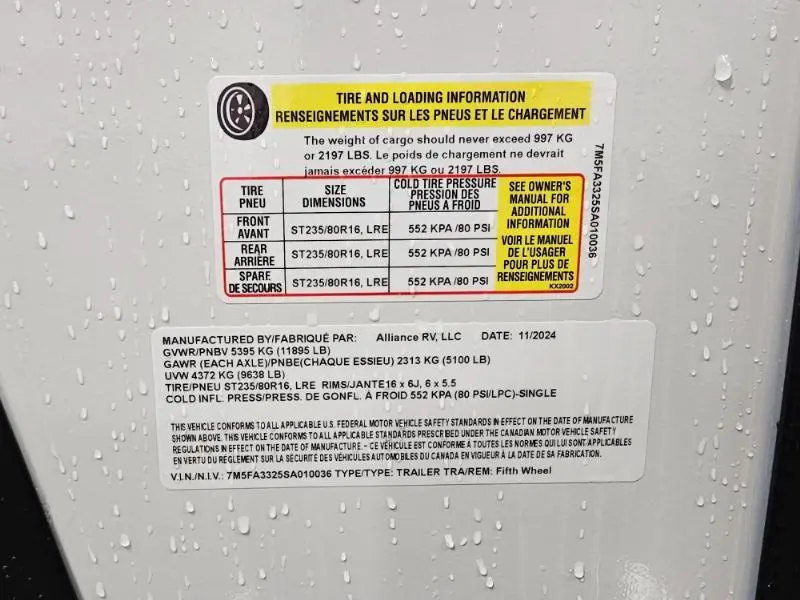 TIRE AND LOADING INFORMATION
RENSEIGNEMENTS SUR LES PNEUS ET LE CHARGEMENT
The weight of cargo should never exceed 997 KG
or 2197 LBS. Le poids de chargement ne devrait
jamais excéder 997 KG ou 2197 LBS.
TIRE PNEU SIZE DIMENSIONS COLD TIRE PRESSURE PRESSION DES PNEUS A FROID
FRONT AVANT ST235/80R16, LRE 552 KPA /80 PSI
REAR ARRIÈRE ST235/80R16, LRE 552 KPA /80 PSI
SPARE DE SECOURS ST235/80R16, LRE 552 KPA /80 PSI
SEE OWNER'S
MANUAL FOR
ADDITIONAL
INFORMATION
VOIR LE MANUEL
DE L'USAGER
POUR PLUS DE
RENSEIGNEMENTS
KX2002
7M5FA3325SA010036
MANUFACTURED BY/FABRIQUÉ PAR: Alliance RV, LLC DATE: 11/2024
GVWR/PNBV 5395 KG (11895 LB)
GAWR (EACH AXLE)/PNBE(CHAQUE ESSIEU) 2313 KG (5100 LB)
UVW 4372 KG (9638 LB)
TIRE/PNEU ST235/80R16, LRE RIMS/JANTE16 x 6J, 6 x 5.5
COLD INFL. PRESS/PRESS. DE GONFL. À FROID 552 KPA (80 PSI/LPC)-SINGLE
THIS VEHICLE CONFORMS TO ALL APPLICABLE U.S. FEDERAL MOTOR VEHICLE SAFETY STANDARDS IN EFFECT ON THE DATE OF MANUFACTURE
SHOWN ABOVE. THIS VEHICLE CONFORMS TO ALL APPLICABLE STANDARDS PRESCRIBED UNDER THE CANADIAN MOTOR VEHICLE SAFETY
REGULATIONS IN EFFECT ON THE DATE OF MANUFACTURE. - CE VÉHICULE EST CONFORME À TOUTES LES NORMES QUI LUI SONT APPLICABLES
EN VERTU DU RÈGLEMENT SUR LA SÉCURITÉ DES VÉHICULES AUTOMOBILES DU CANADA EN VIGUEUR À LA DATE DE SA FABRICATION.
V.I.N./N.I.V.: 7M5FA3325SA010036 TYPE/TYPE: TRAILER TRA/REM: Fifth Wheel